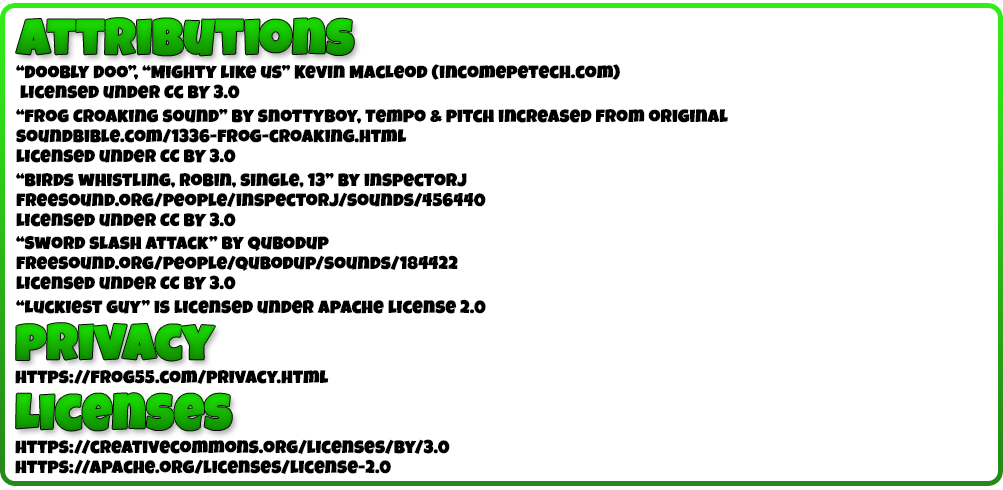 Attributions
“Doobly Doo”, “Mighty Like Us” Kevin MacLeod (incomepetech.com)
Licensed under CC BY 3.0
“Frog Croaking Sound” by Snottyboy, Tempo & Pitch increased from original
soundbible.com/1336-Frog-Croaking.html
Licensed under CC BY 3.0
“Birds Whistling, Robin, Single, 13” by InspectorJ
freesound.org/people/InspectorJ/sounds/456440
Licensed under CC BY 3.0
“Sword Slash Attack” by qubodup
freesound.org/people/qubodup/sounds/184422
Licensed under CC BY 3.0
“Luckiest Guy” is licensed under Apache License 2.0
Privacy
https://frog55.com/privacy.html
Licenses
https://creativecommons.org/licenses/by/3.0
https://apache.org/licenses/license-2.0